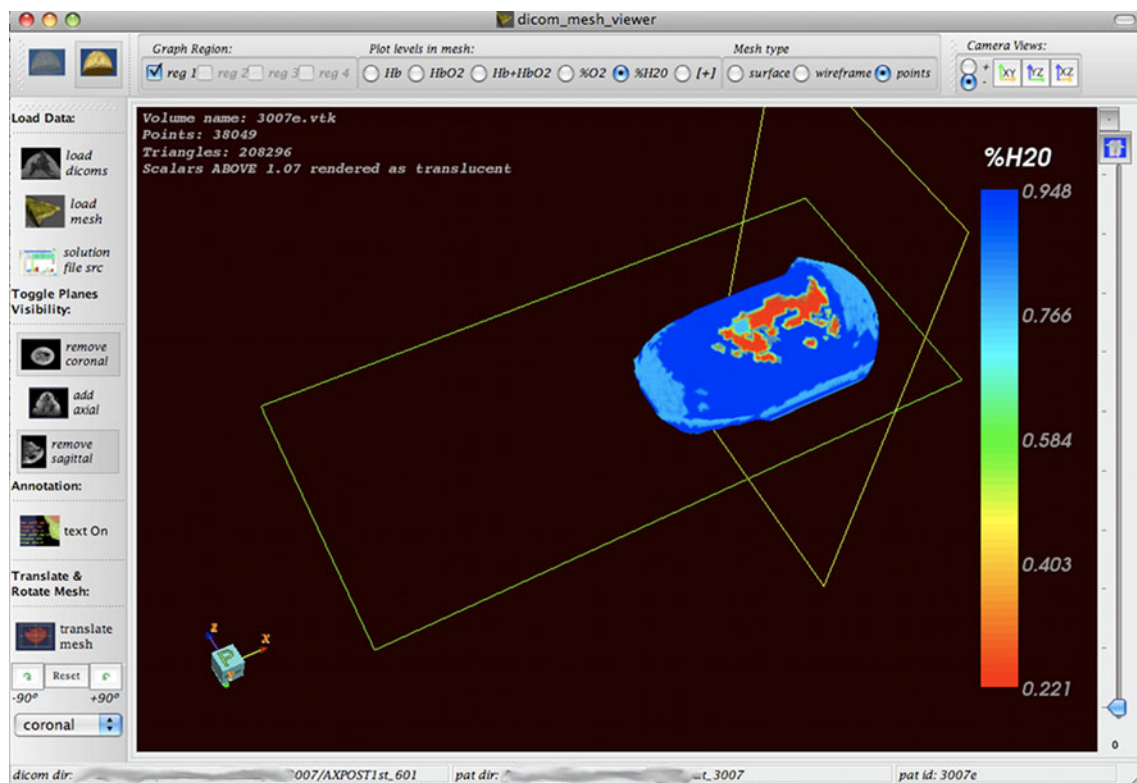 dicom_mesh_viewer
Graph Region:
reg 1 reg 2 reg 3 reg 4
Plot levels in mesh:
Hb HbO2 Hb+HbO2 %O2 %H20 [+]
Mesh type
surface wireframe points
Camera Views:
+
-
XY YZ XZ
Load Data:
load
dicoms
load
mesh
solution
file src
Toggle Planes
Visibility:
remove
coronal
add
axial
remove
sagittal
Annotation:
text On
Translate &
Rotate Mesh:
translate
mesh
Reset
-90° +90°
coronal
Volume name: 3007e.vtk
Points: 38049
Triangles: 208296
Scalars ABOVE 1.07 rendered as translucent
%H20
0.948
0.766
0.584
0.403
0.221
Z
X
P
0
dicom dir: 3007/AXPOST1st_601 pat dir: t_3007 pat id: 3007e